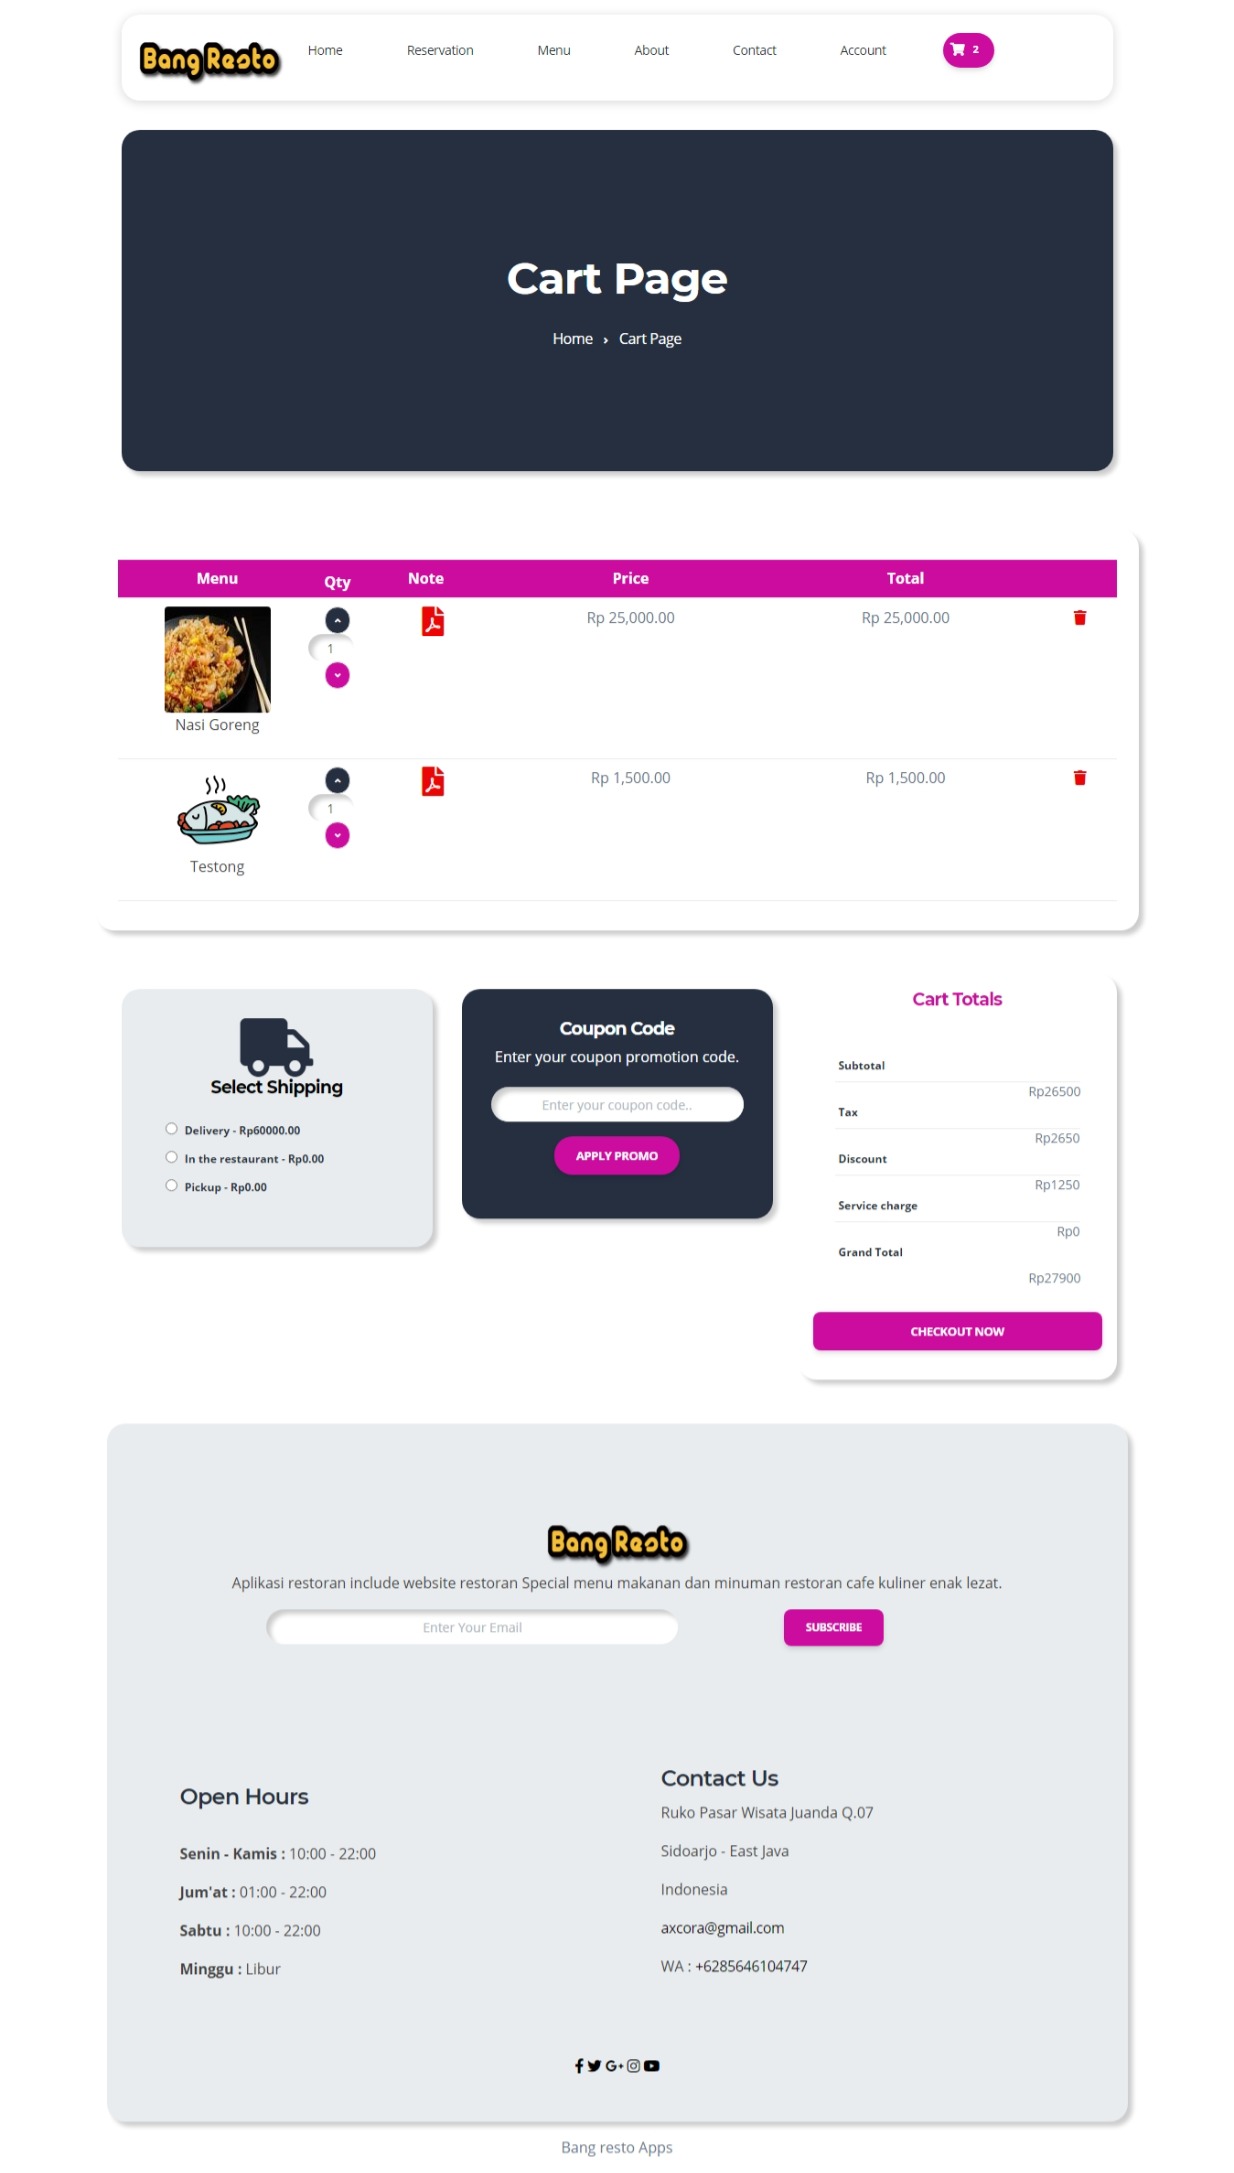 Bang Resto
Home
Reservation
Menu
About
Contact
Account
2
Cart Page
Home › Cart Page
Menu Qty Note Price Total
1 Rp 25,000.00 Rp 25,000.00
Nasi Goreng
1 Rp 1,500.00 Rp 1,500.00
Testong
Select Shipping
Delivery - Rp60000.00
In the restaurant - Rp0.00
Pickup - Rp0.00
Coupon Code
Enter your coupon promotion code.
Enter your coupon code..
APPLY PROMO
Cart Totals
Subtotal
Rp26500
Tax
Rp2650
Discount
Rp1250
Service charge
Rp0
Grand Total
Rp27900
CHECKOUT NOW
Bang Resto
Aplikasi restoran include website restoran Special menu makanan dan minuman restoran cafe kuliner enak lezat.
Enter Your Email
SUBSCRIBE
Open Hours
Senin - Kamis : 10:00 - 22:00
Jum'at : 01:00 - 22:00
Sabtu : 10:00 - 22:00
Minggu : Libur
Contact Us
Ruko Pasar Wisata Juanda Q.07
Sidoarjo - East Java
Indonesia
axcora@gmail.com
WA : +6285646104747
Bang resto Apps